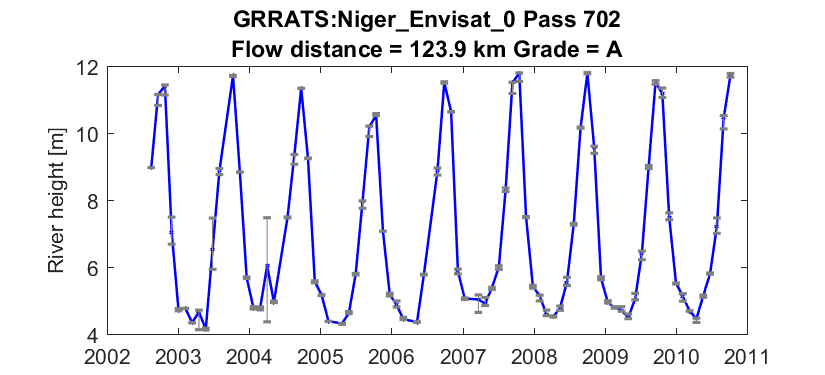 GRRATS:Niger_Envisat_0 Pass 702
Flow distance = 123.9 km Grade = A
River height [m]
12
10
8
6
4
2002 2003 2004 2005 2006 2007 2008 2009 2010 2011